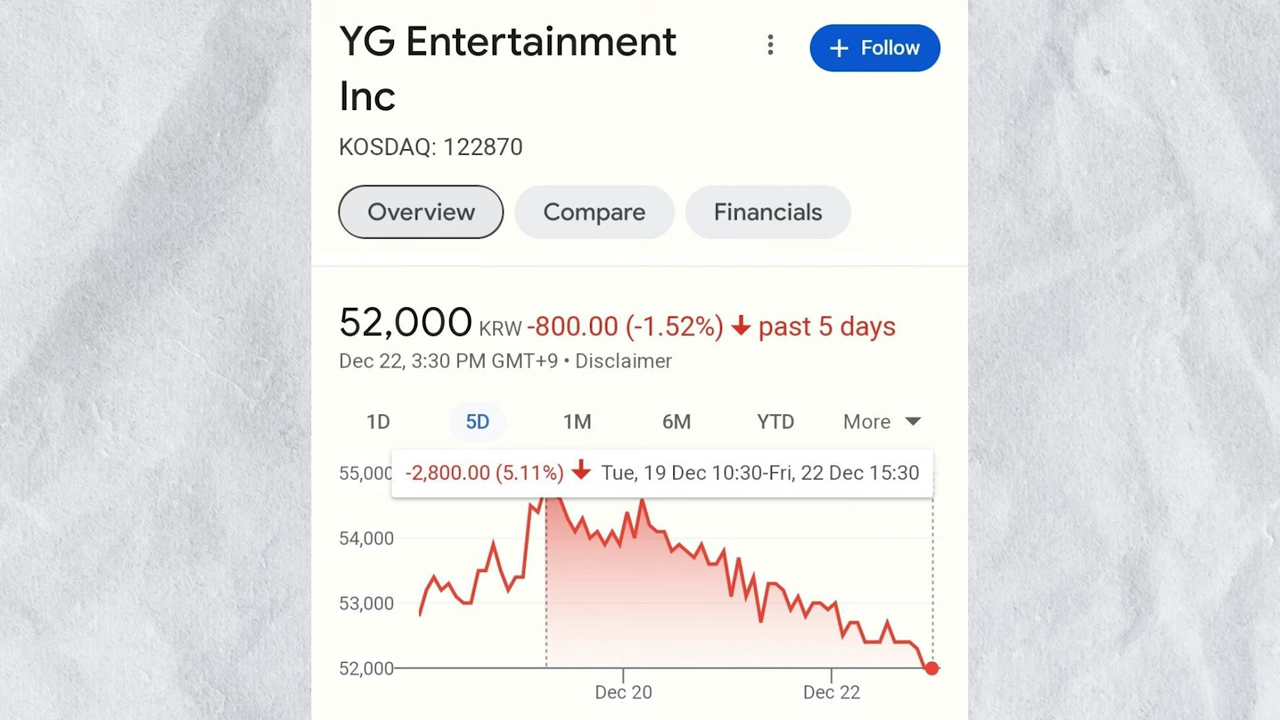 YG Entertainment
Inc
+ Follow
KOSDAQ: 122870
Overview Compare Financials
52,000 KRW -800.00 (-1.52%) ↓ past 5 days
Dec 22, 3:30 PM GMT+9 • Disclaimer
1D 5D 1M 6M YTD More
55,000 -2,800.00 (5.11%) ↓ Tue, 19 Dec 10:30-Fri, 22 Dec 15:30
54,000
53,000
52,000
Dec 20 Dec 22